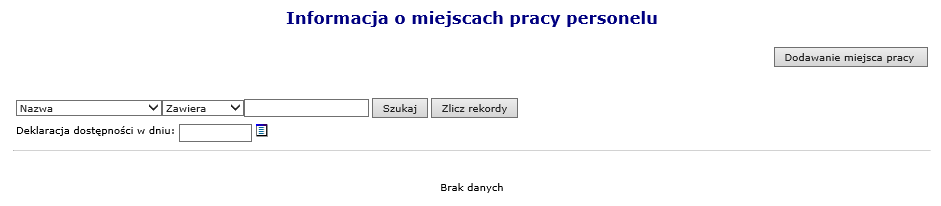 Informacja o miejscach pracy personelu
Dodawanie miejsca pracy
Nazwa Zawiera Szukaj Zlicz rekordy
Deklaracja dostępności w dniu:
Brak danych